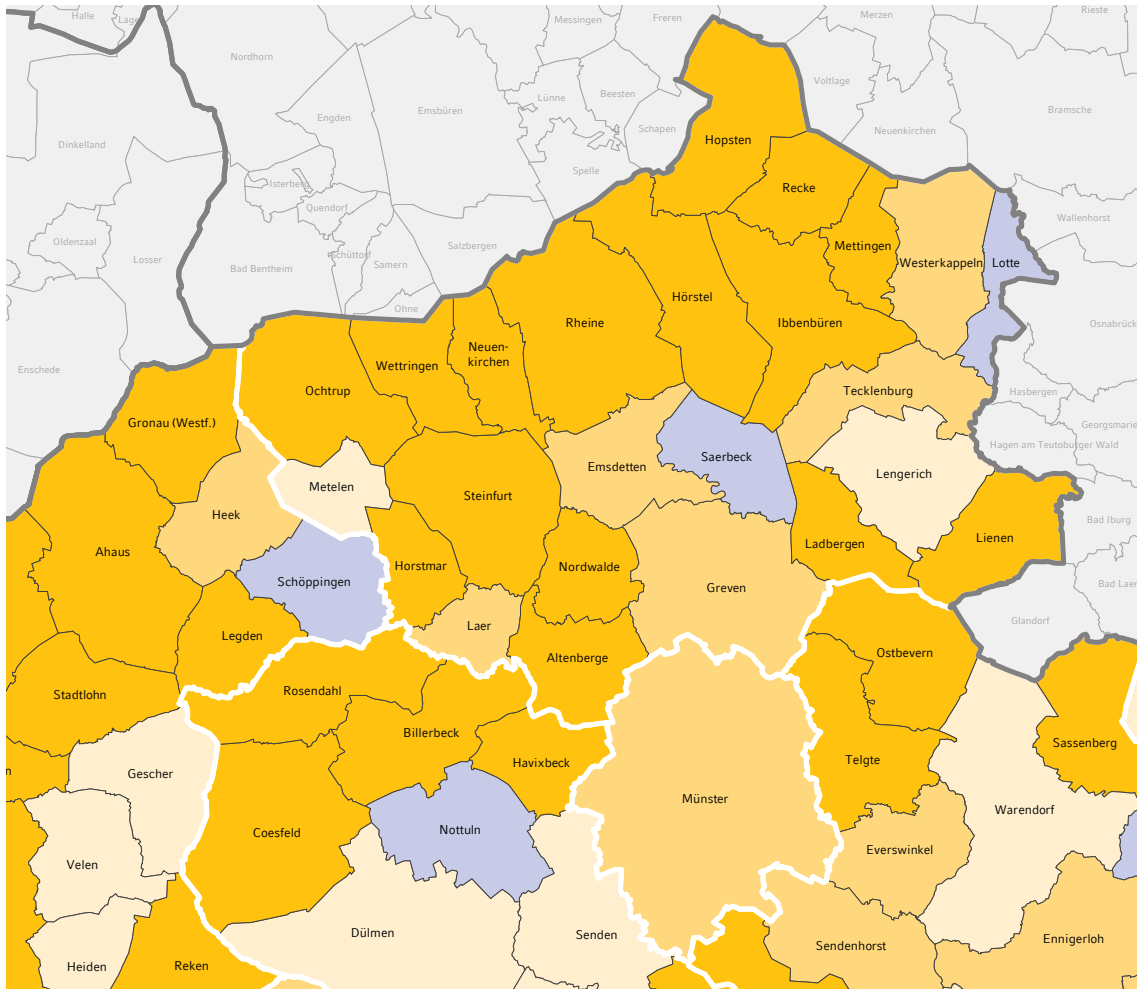 Halle
Lage
Messingen
Freren
Merzen
Rieste
Nordhorn
Voltlage
Lünne
Beesten
Emsbüren
Bramsche
Engden
Schapen
Neuenkirchen
Dinkelland
Hopsten
Spelle
Isterberg
Recke
Quendorf
Wallenhorst
Oldenzaal
Salzbergen
Mettingen
Schüttorf
Losser
Samern
Westerkappeln
Lotte
Bad Bentheim
Hörstel
Ohne
Rheine
Ibbenbüren
Osnabrück
Neuen-
kirchen
Wettringen
Enschede
Ochtrup
Tecklenburg
Hasbergen
Gronau (Westf.)
Georgsmarie
Hagen am Teutoburger Wald
Saerbeck
Emsdetten
Lengerich
Metelen
Steinfurt
Heek
Bad Iburg
Lienen
Ladbergen
Ahaus
Horstmar
Nordwalde
Schöppingen
Bad Laer
Greven
Glandorf
Laer
Legden
Ostbevern
Altenberge
Rosendahl
Stadtlohn
Billerbeck
Sassenberg
Telgte
Havixbeck
n
Gescher
Münster
Warendorf
Nottuln
Coesfeld
Everswinkel
Velen
Dülmen
Senden
Ennigerloh
Sendenhorst
Heiden
Reken